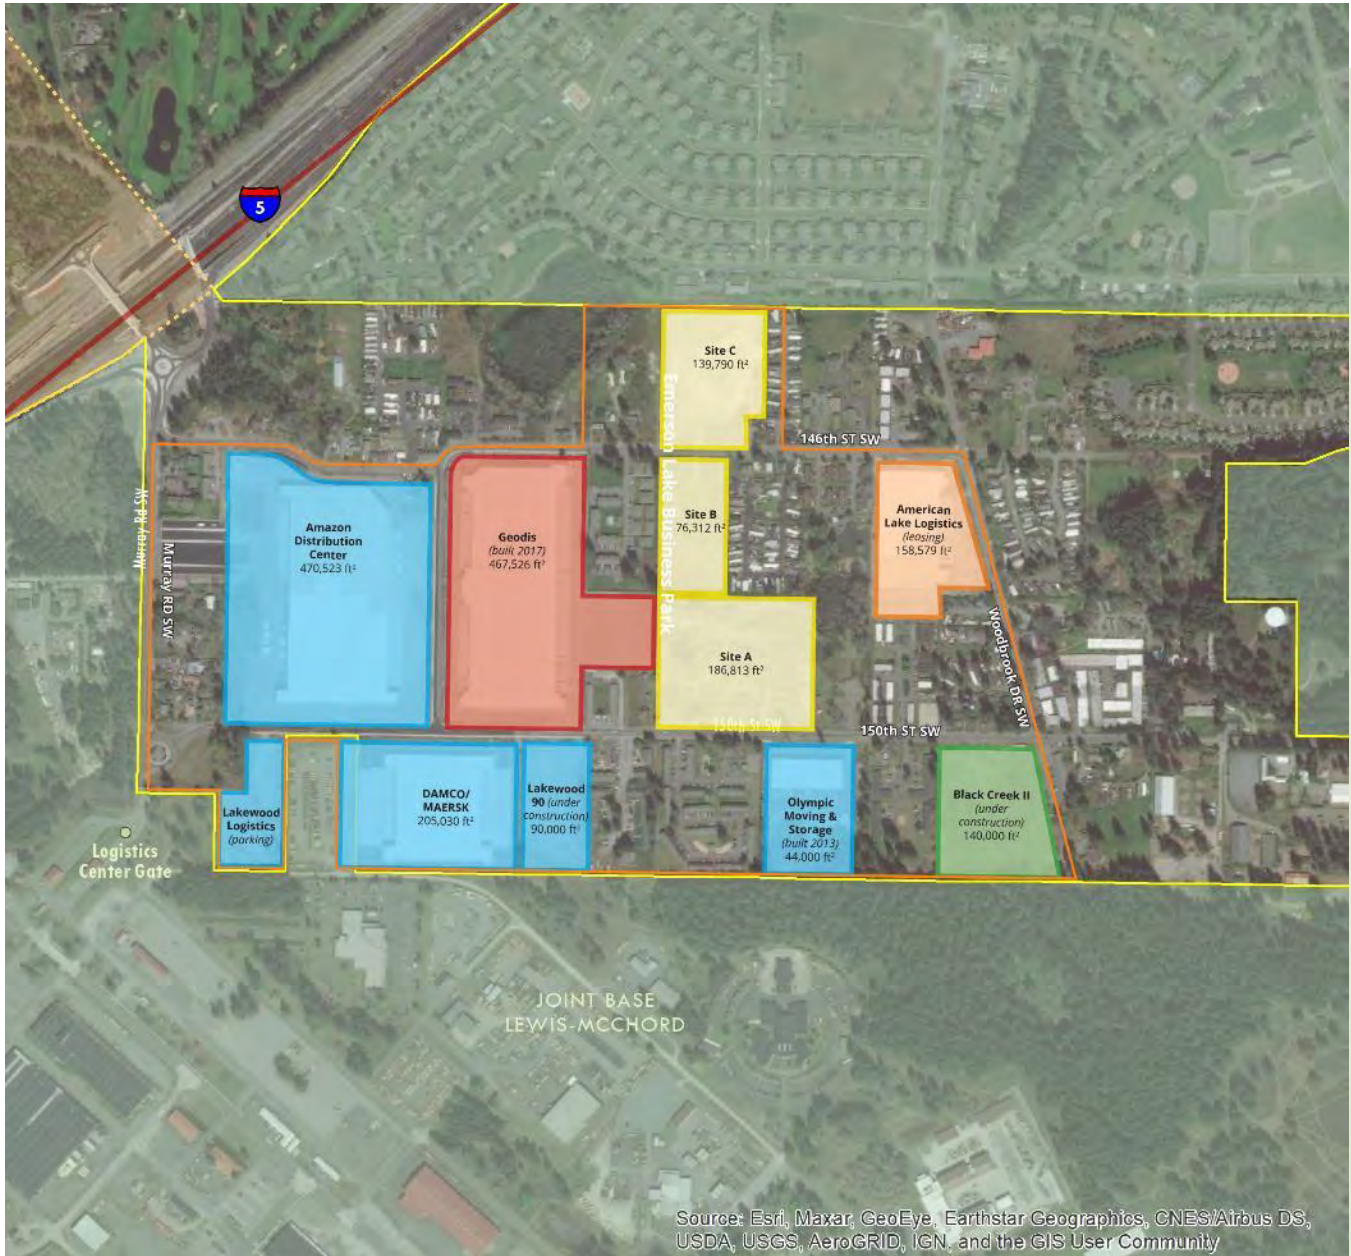 5
Site C
139,790 ft²
Emerson Lake Business Park
146th ST SW
Murray Rd SW
Murray RD SW
Amazon
Distribution
Center
470,523 ft²
Geodis
(built 2017)
467,526 ft²
Site B
76,312 ft²
American
Lake Logistics
(leasing)
158,579 ft²
Woodbrook DR SW
Site A
186,813 ft²
150th St SW
150th ST SW
Lakewood
Logistics
(parking)
DAMCO/
MAERSK
205,030 ft²
Lakewood
90 (under
construction)
90,000 ft²
Olympic
Moving &
Storage
(built 2013)
44,000 ft²
Black Creek II
(under
construction)
140,000 ft²
Logistics
Center Gate
JOINT BASE
LEWIS-MCCHORD
Source: Esri, Maxar, GeoEye, Earthstar Geographics, CNES/Airbus DS,
USDA, USGS, AeroGRID, IGN, and the GIS User Community